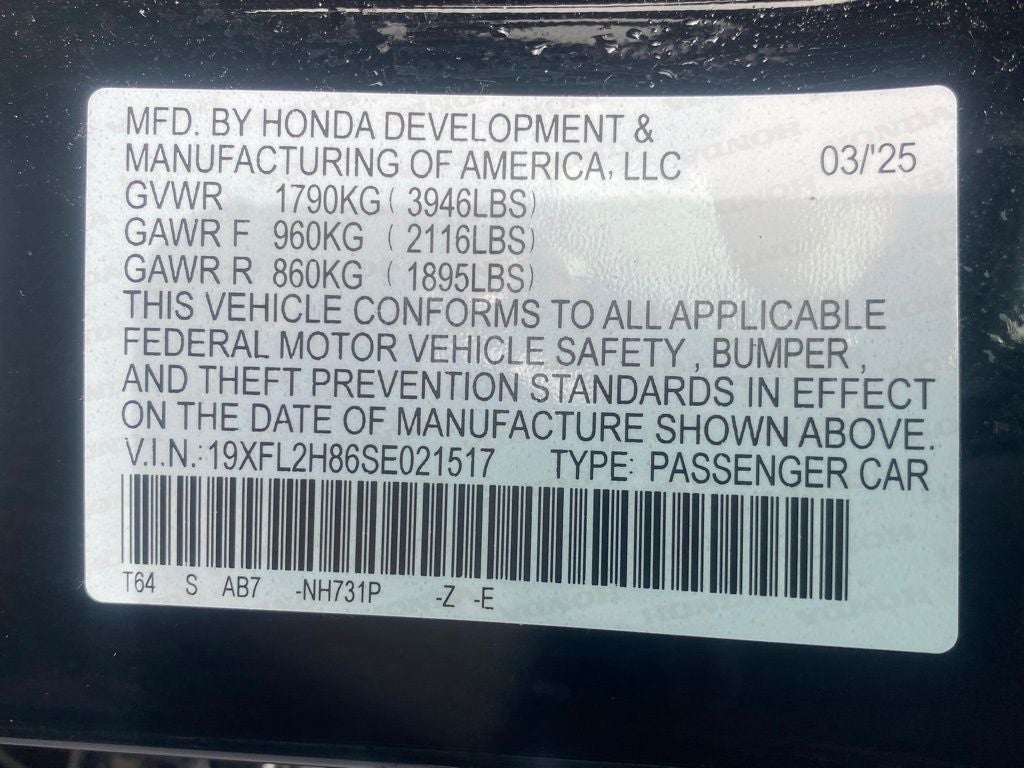 MFD. BY HONDA DEVELOPMENT &
MANUFACTURING OF AMERICA, LLC 03/'25
GVWR 1790KG ( 3946LBS)
GAWR F 960KG ( 2116LBS)
GAWR R 860KG ( 1895LBS)
THIS VEHICLE CONFORMS TO ALL APPLICABLE
FEDERAL MOTOR VEHICLE SAFETY , BUMPER ,
AND THEFT PREVENTION STANDARDS IN EFFECT
ON THE DATE OF MANUFACTURE SHOWN ABOVE.
V.I.N.: 19XFL2H86SE021517 TYPE: PASSENGER CAR
T64 S AB7 -NH731P -Z -E